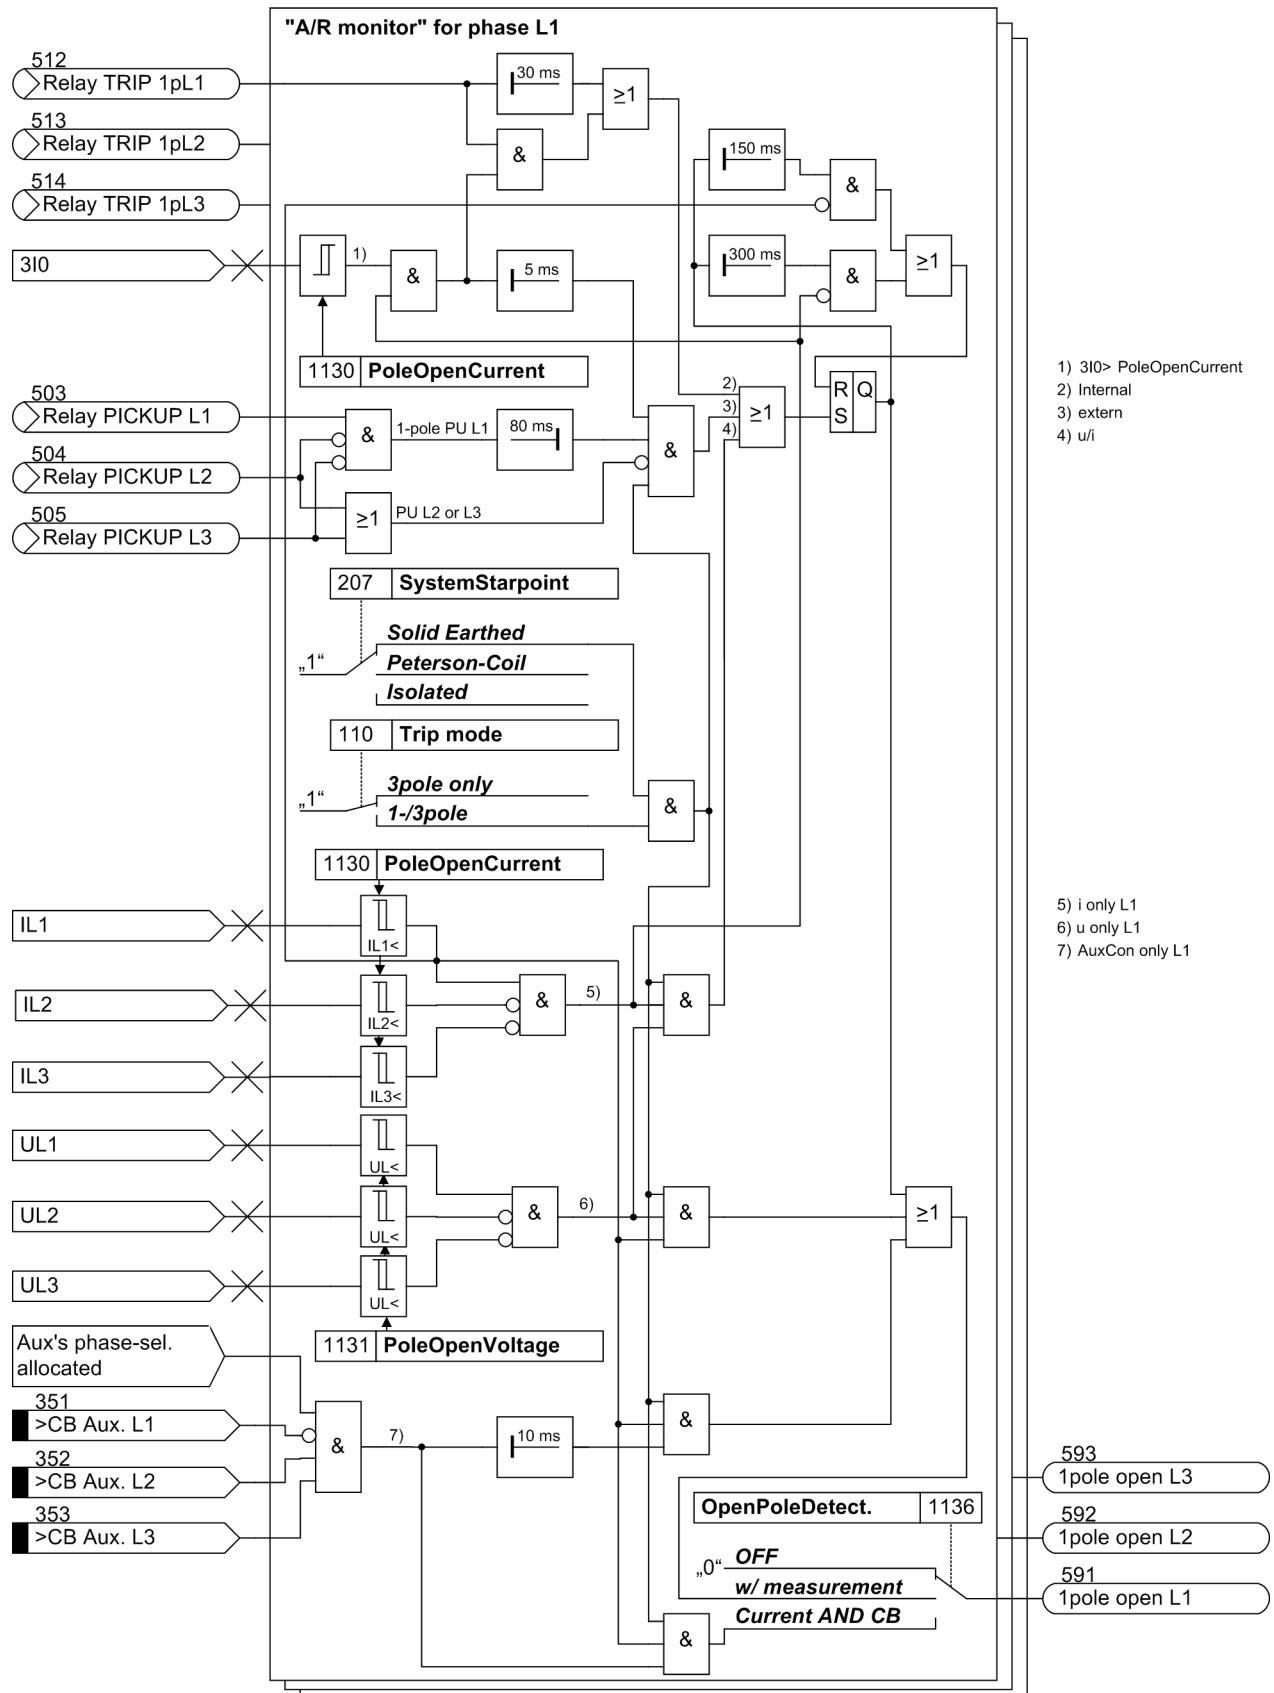 "A/R monitor" for phase L1
512
Relay TRIP 1pL1
30 ms
≥1
513
Relay TRIP 1pL2
&
150 ms
&
514
Relay TRIP 1pL3
3I0
1)
&
5 ms
300 ms
&
≥1
1130 PoleOpenCurrent
1) 3I0> PoleOpenCurrent
2) Internal
3) extern
4) u/i
503
Relay PICKUP L1
&
1-pole PU L1
80 ms
&
2)
3)
4)
≥1
R Q
S
504
Relay PICKUP L2
505
Relay PICKUP L3
≥1
PU L2 or L3
207 SystemStarpoint
„1“
Solid Earthed
Peterson-Coil
Isolated
110 Trip mode
„1“
3pole only
1-/3pole
&
1130 PoleOpenCurrent
IL1
IL1<
5) i only L1
6) u only L1
7) AuxCon only L1
IL2
IL2<
&
5)
&
IL3
IL3<
UL1
UL<
UL2
UL<
&
6)
&
≥1
UL3
UL<
1131 PoleOpenVoltage
Aux's phase-sel.
allocated
351
>CB Aux. L1
&
7)
10 ms
&
352
>CB Aux. L2
353
>CB Aux. L3
OpenPoleDetect. 1136
„0“
OFF
w/ measurement
Current AND CB
&
593
1pole open L3
592
1pole open L2
591
1pole open L1